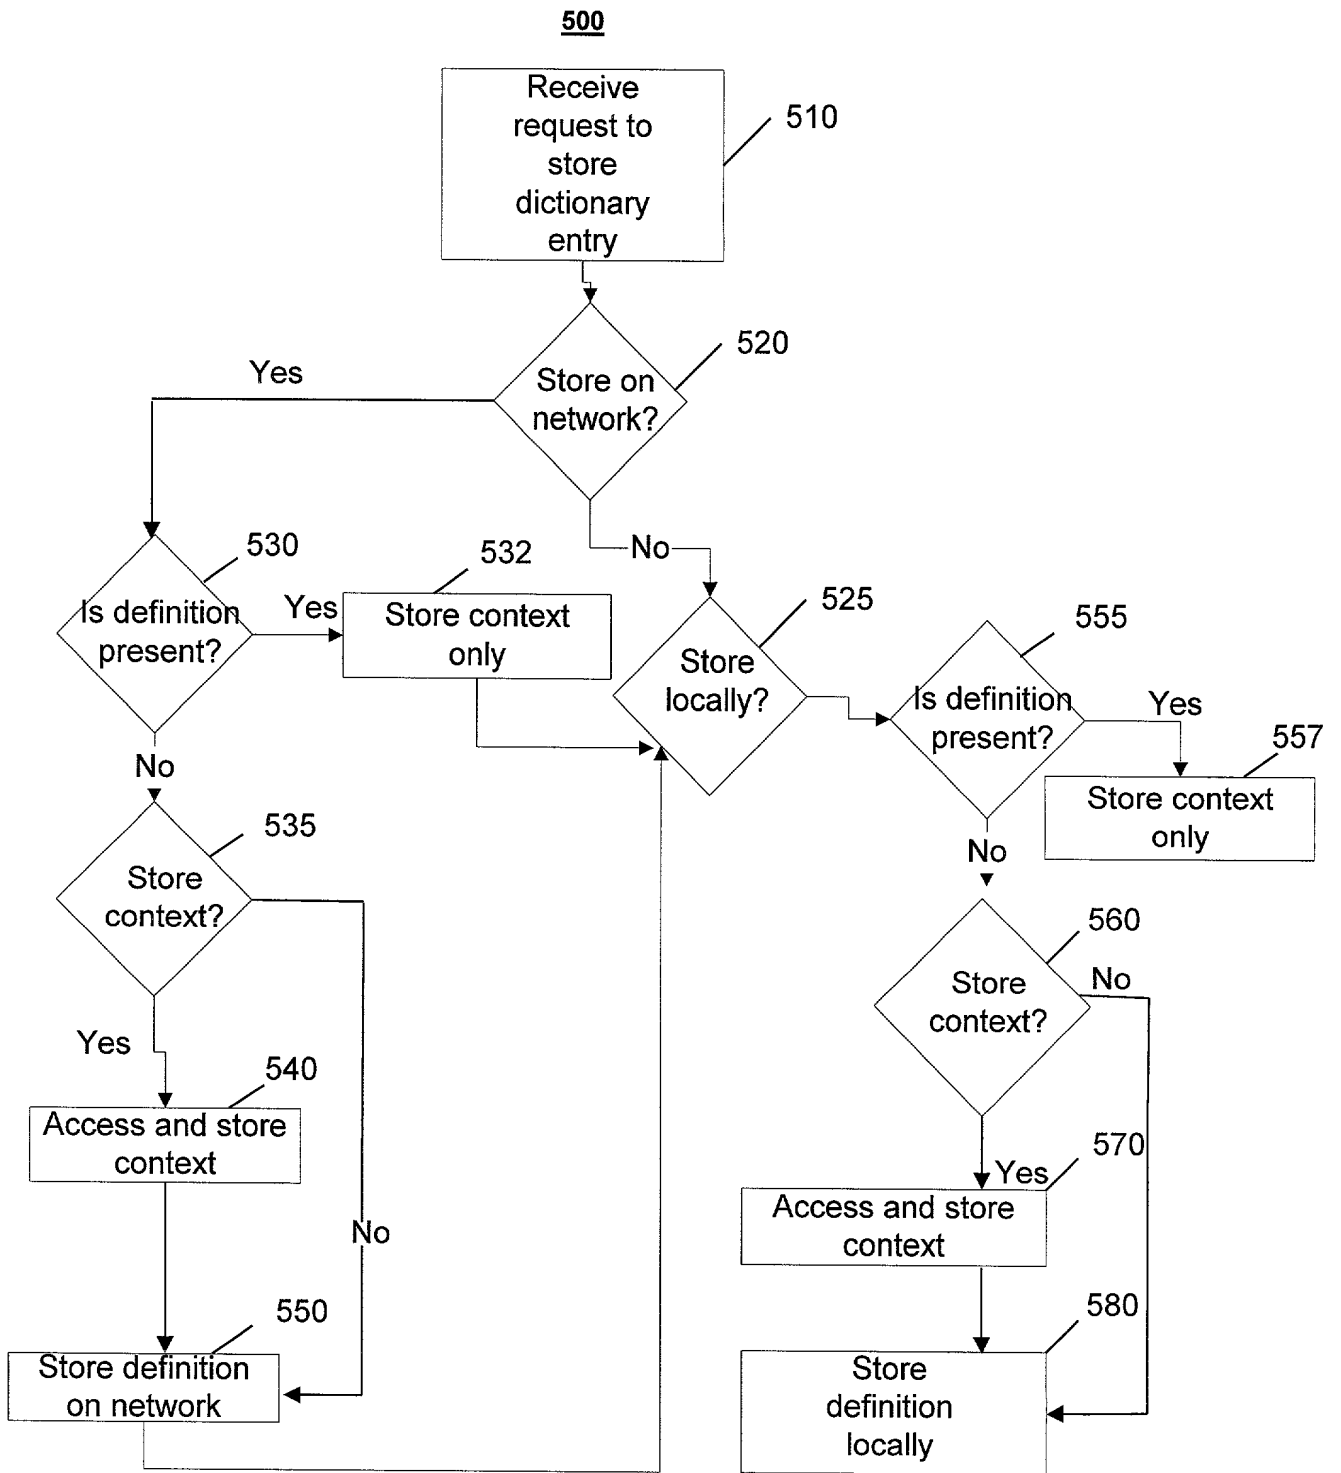 500
Receive
request to
store
dictionary
entry
510
Store on
network?
520
Yes
No
Is definition
present?
530
Yes
Store context
only
532
Store
locally?
525
Is definition
present?
555
Yes
Store context
only
557
No
No
Store
context?
535
Store
context?
560
No
Yes
Access and store
context
540
Yes
Access and store
context
570
No
Store definition
on network
550
Store
definition
locally
580